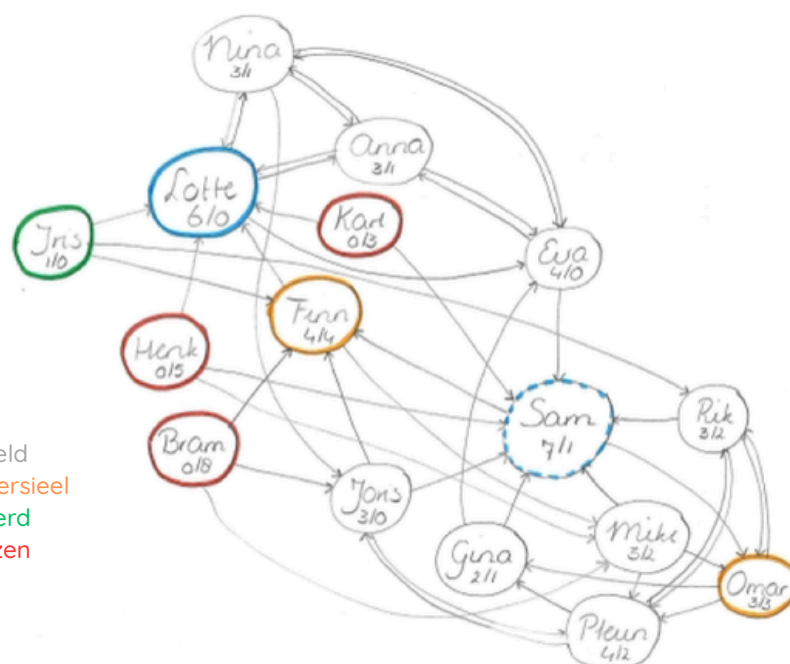 Nina
3/1
Anna
3/1
Lotte
6/0
Karl
0/3
Iris
1/0
Eva
4/0
Finn
4/4
Henk
0/5
Sam
7/1
Rik
3/2
Bram
0/8
Joris
3/0
Mike
3/2
Gina
2/1
Omar
3/3
Pleun
4/2
eld
ersieel
erd
zen